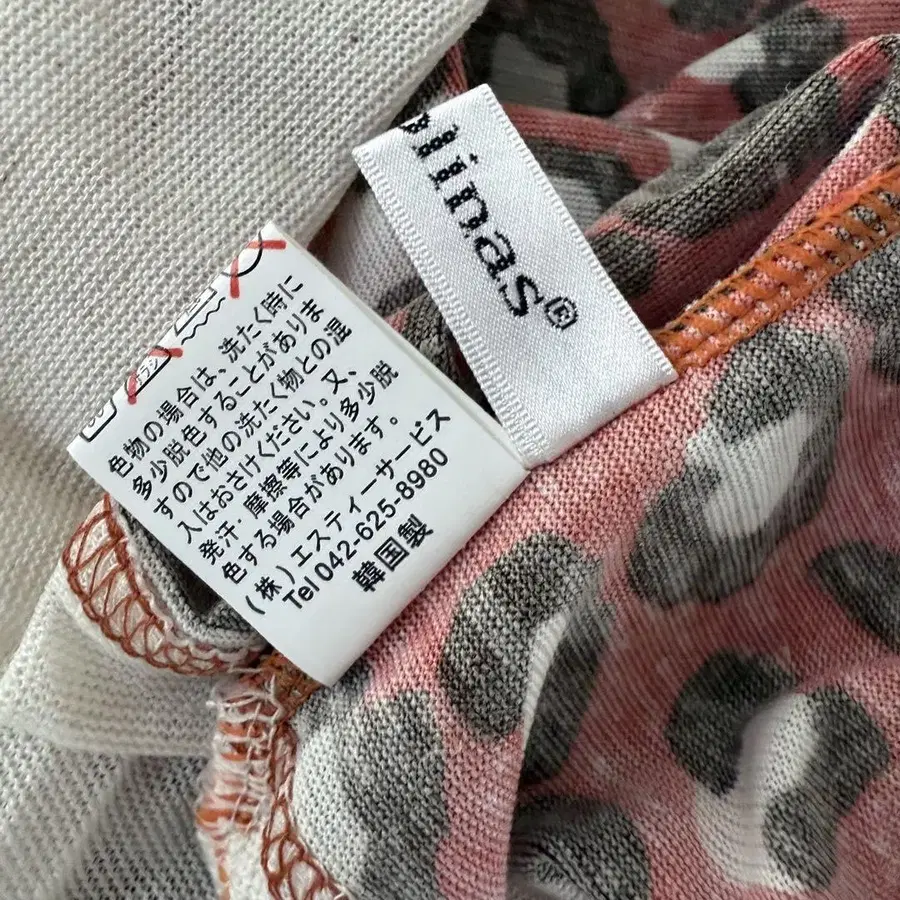 linas®
色物の場合は、洗たく時に
多少脱色することがありま
すので他の洗たく物との混
入はおさけください。又、
発汗・摩擦等により多少脱
色する場合があります。
(株)エスティーサービス
Tel 042-625-8980
韓国製